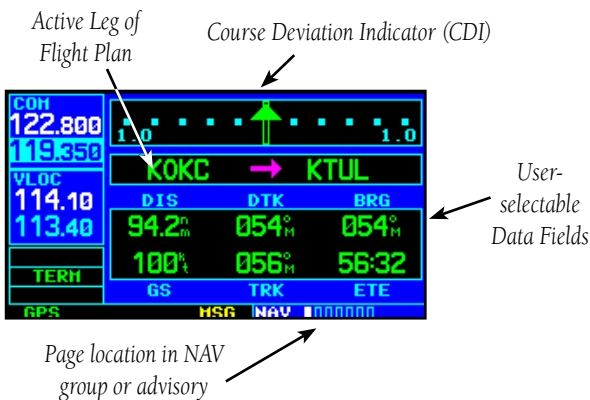 Active Leg of
Flight Plan
Course Deviation Indicator (CDI)
COM
122.800
119.350
VLOC
114.10
113.40
TERM
GPS
1.0 1.0
KOKC → KTUL
DIS DTK BRG
94.2nm 054°M 054°M
100kt 056°M 56:32
GS TRK ETE
MSG NAV
User-
selectable
Data Fields
Page location in NAV
group or advisory